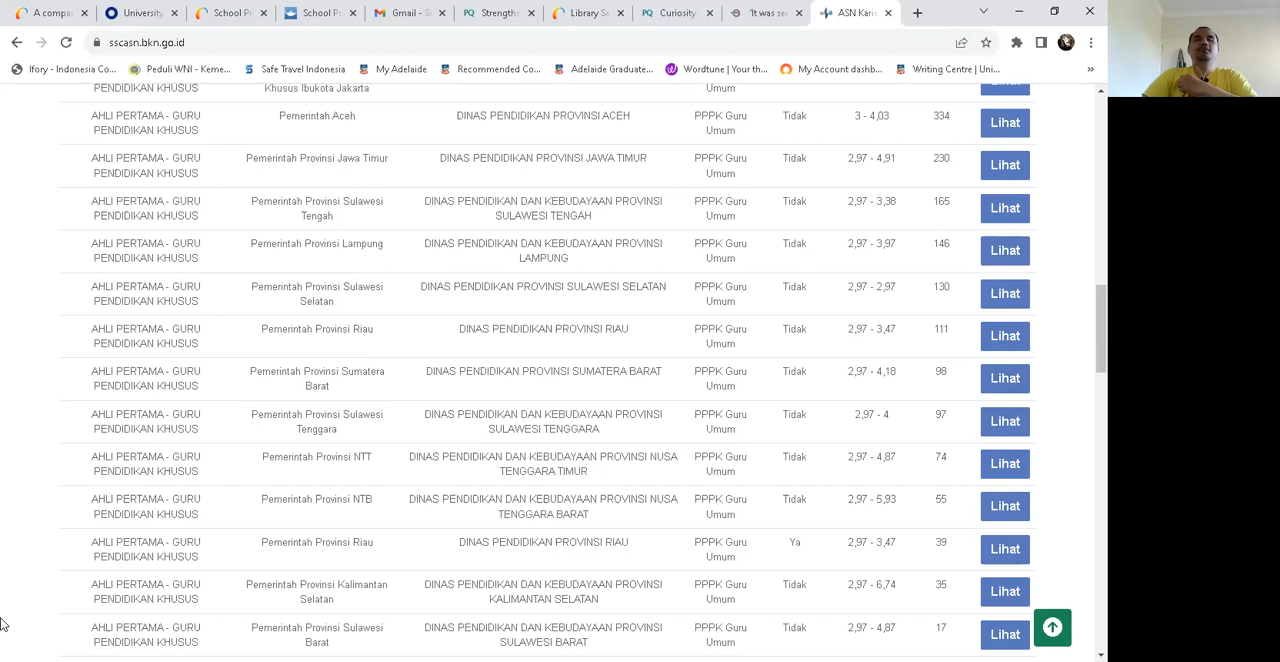 A compar
University
School Pr
School Pr
Gmail - S
Strengths
Library Se
Curiosity
"It was se
ASN Karie
sscasn.bkn.go.id
Ifory - Indonesia Co...
Peduli WNI - Keme...
Safe Travel Indonesia
My Adelaide
Recommended Co...
Adelaide Graduate...
Wordtune | Your th...
My Account dashb...
Writing Centre | Uni...
»
PENDIDIKAN KHUSUS
Khusus Ibukota Jakarta
Umum
AHLI PERTAMA - GURU Pemerintah Aceh DINAS PENDIDIKAN PROVINSI ACEH PPPK Guru Tidak 3 - 4,03 334 Lihat
PENDIDIKAN KHUSUS Umum
AHLI PERTAMA - GURU Pemerintah Provinsi Jawa Timur DINAS PENDIDIKAN PROVINSI JAWA TIMUR PPPK Guru Tidak 2,97 - 4,91 230 Lihat
PENDIDIKAN KHUSUS Umum
AHLI PERTAMA - GURU Pemerintah Provinsi Sulawesi DINAS PENDIDIKAN DAN KEBUDAYAAN PROVINSI PPPK Guru Tidak 2,97 - 3,38 165 Lihat
PENDIDIKAN KHUSUS Tengah SULAWESI TENGAH Umum
AHLI PERTAMA - GURU Pemerintah Provinsi Lampung DINAS PENDIDIKAN DAN KEBUDAYAAN PROVINSI PPPK Guru Tidak 2,97 - 3,97 146 Lihat
PENDIDIKAN KHUSUS LAMPUNG Umum
AHLI PERTAMA - GURU Pemerintah Provinsi Sulawesi DINAS PENDIDIKAN PROVINSI SULAWESI SELATAN PPPK Guru Tidak 2,97 - 2,97 130 Lihat
PENDIDIKAN KHUSUS Selatan Umum
AHLI PERTAMA - GURU Pemerintah Provinsi Riau DINAS PENDIDIKAN PROVINSI RIAU PPPK Guru Tidak 2,97 - 3,47 111 Lihat
PENDIDIKAN KHUSUS Umum
AHLI PERTAMA - GURU Pemerintah Provinsi Sumatera DINAS PENDIDIKAN PROVINSI SUMATERA BARAT PPPK Guru Tidak 2,97 - 4,18 98 Lihat
PENDIDIKAN KHUSUS Barat Umum
AHLI PERTAMA - GURU Pemerintah Provinsi Sulawesi DINAS PENDIDIKAN DAN KEBUDAYAAN PROVINSI PPPK Guru Tidak 2,97 - 4 97 Lihat
PENDIDIKAN KHUSUS Tenggara SULAWESI TENGGARA Umum
AHLI PERTAMA - GURU Pemerintah Provinsi NTT DINAS PENDIDIKAN DAN KEBUDAYAAN PROVINSI NUSA PPPK Guru Tidak 2,97 - 4,87 74 Lihat
PENDIDIKAN KHUSUS TENGGARA TIMUR Umum
AHLI PERTAMA - GURU Pemerintah Provinsi NTB DINAS PENDIDIKAN DAN KEBUDAYAAN PROVINSI NUSA PPPK Guru Tidak 2,97 - 5,93 55 Lihat
PENDIDIKAN KHUSUS TENGGARA BARAT Umum
AHLI PERTAMA - GURU Pemerintah Provinsi Riau DINAS PENDIDIKAN PROVINSI RIAU PPPK Guru Ya 2,97 - 3,47 39 Lihat
PENDIDIKAN KHUSUS Umum
AHLI PERTAMA - GURU Pemerintah Provinsi Kalimantan DINAS PENDIDIKAN DAN KEBUDAYAAN PROVINSI PPPK Guru Tidak 2,97 - 6,74 35 Lihat
PENDIDIKAN KHUSUS Selatan KALIMANTAN SELATAN Umum
AHLI PERTAMA - GURU Pemerintah Provinsi Sulawesi DINAS PENDIDIKAN DAN KEBUDAYAAN PROVINSI PPPK Guru Tidak 2,97 - 4,87 17 Lihat
PENDIDIKAN KHUSUS Barat SULAWESI BARAT Umum